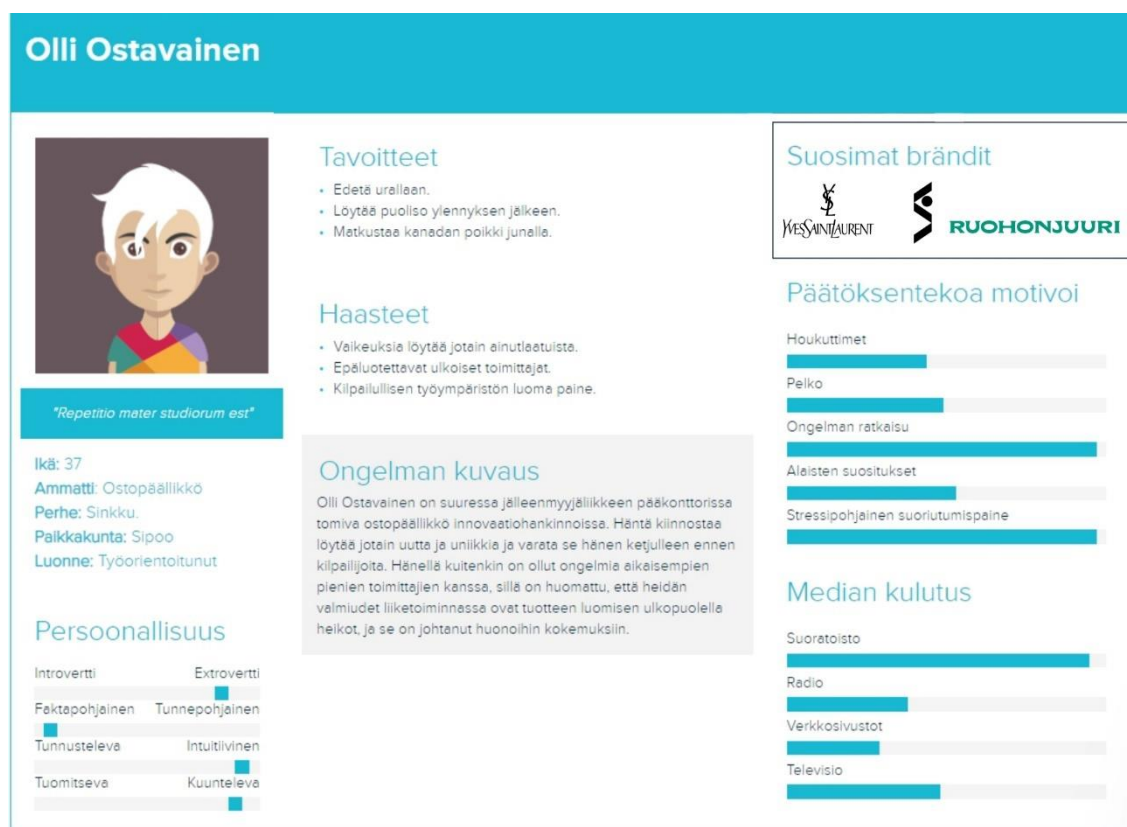 Olli Ostavainen
"Repetitio mater studiorum est"
Ikä: 37
Ammatti: Ostopäällikkö
Perhe: Sinkku.
Paikkakunta: Sipoo
Luonne: Työorientoitunut
Persoonallisuus
Introvertti Extrovertti
Faktapohjainen Tunnepohjainen
Tunnusteleva Intuitiivinen
Tuomitseva Kuunteleva
Tavoitteet
• Edetä urallaan.
• Löytää puoliso ylennyksen jälkeen.
• Matkustaa kanadan poikki junalla.
Haasteet
• Vaikeuksia löytää jotain ainutlaatuista.
• Epäluotettavat ulkoiset toimittajat.
• Kilpailullisen työympäristön luoma paine.
Ongelman kuvaus
Olli Ostavainen on suuressa jälleenmyyjäliikkeen pääkonttorissa
tomiva ostopäällikkö innovaatiohankinnoissa. Häntä kiinnostaa
löytää jotain uutta ja uniikkia ja varata se hänen ketjulleen ennen
kilpailijoita. Hänellä kuitenkin on ollut ongelmia aikaisempien
pienien toimittajien kanssa, sillä on huomattu, että heidän
valmiudet liiketoiminnassa ovat tuotteen luomisen ulkopuolella
heikot, ja se on johtanut huonoihin kokemuksiin.
Suosimat brändit
YSL
YVESSAINTLAURENT
RUOHONJUURI
Päätöksentekoa motivoi
Houkuttimet
Pelko
Ongelman ratkaisu
Alaisten suositukset
Stressipohjainen suoriutumispaine
Median kulutus
Suoratoisto
Radio
Verkkosivustot
Televisio